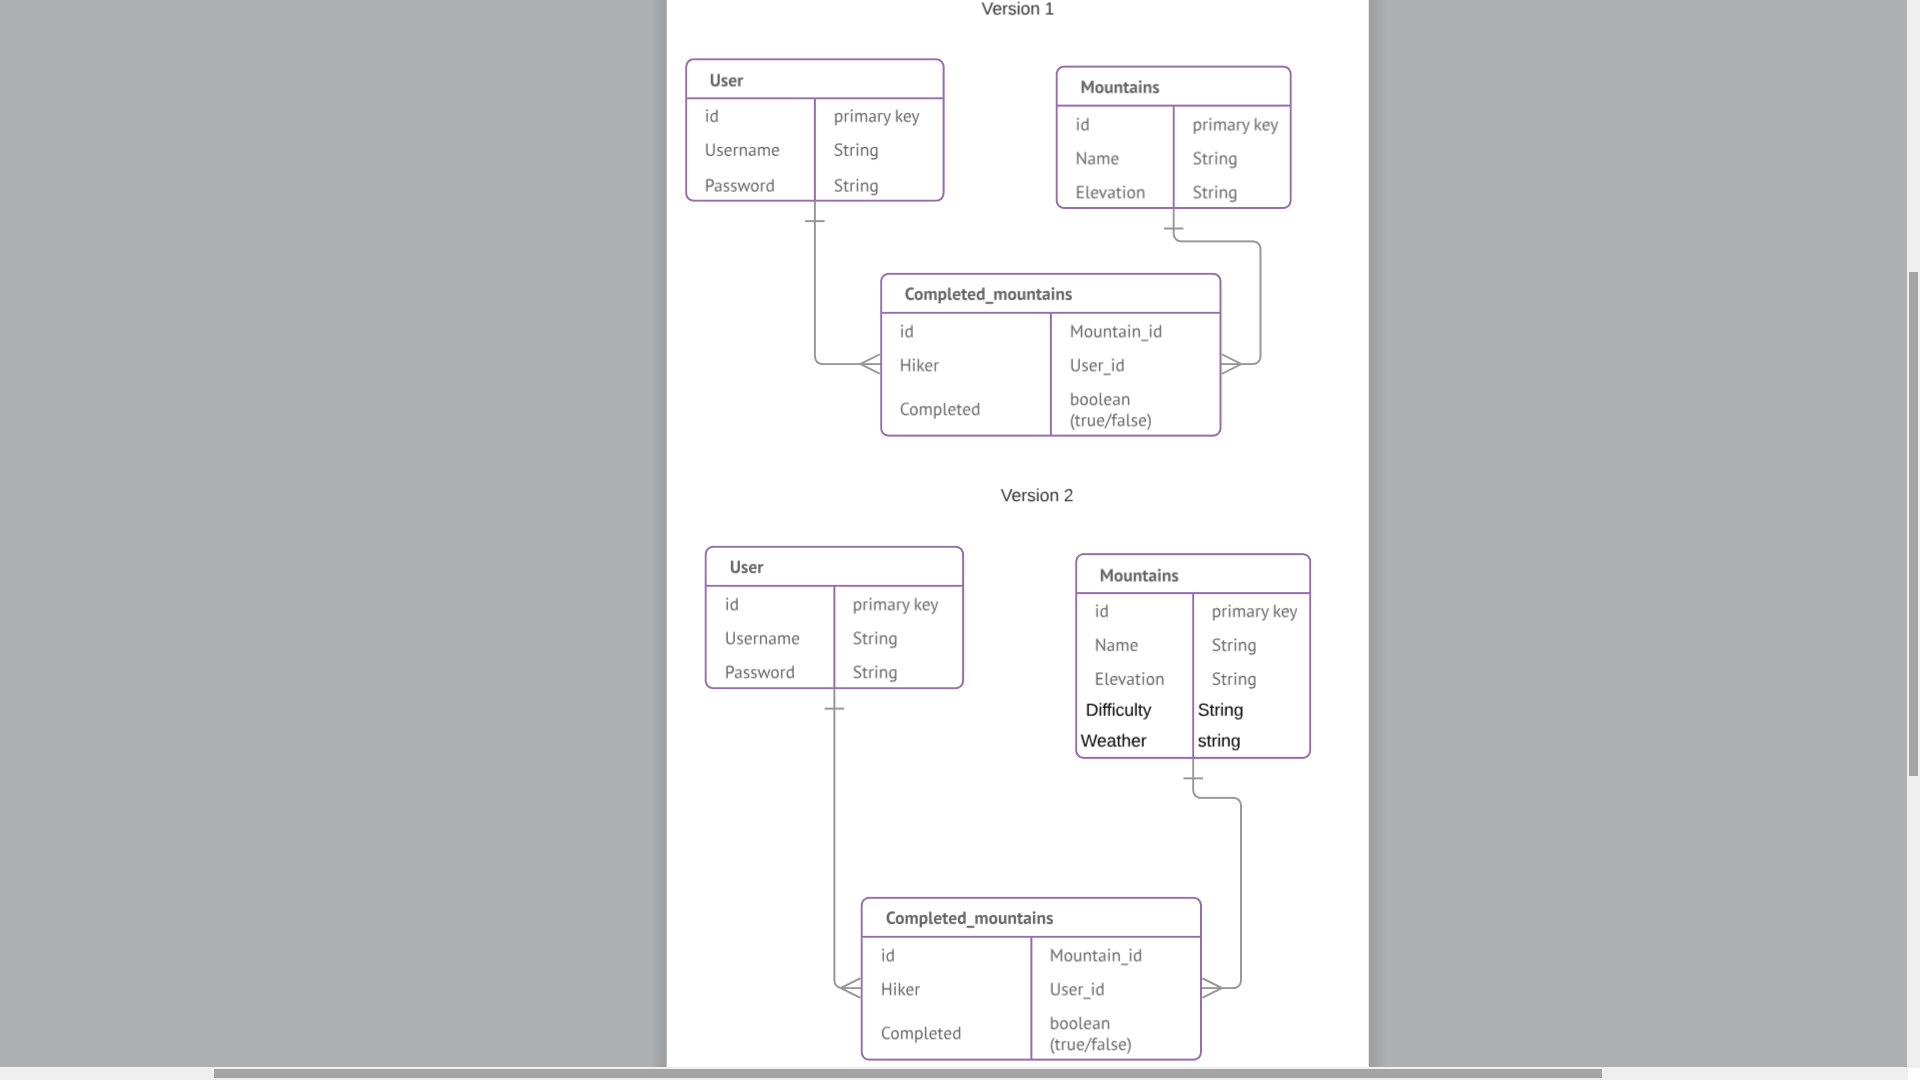 Version 1
User
id primary key
Username String
Password String
Mountains
id primary key
Name String
Elevation String
Completed_mountains
id Mountain_id
Hiker User_id
Completed boolean
(true/false)
Version 2
User
id primary key
Username String
Password String
Mountains
id primary key
Name String
Elevation String
Difficulty String
Weather string
Completed_mountains
id Mountain_id
Hiker User_id
Completed boolean
(true/false)